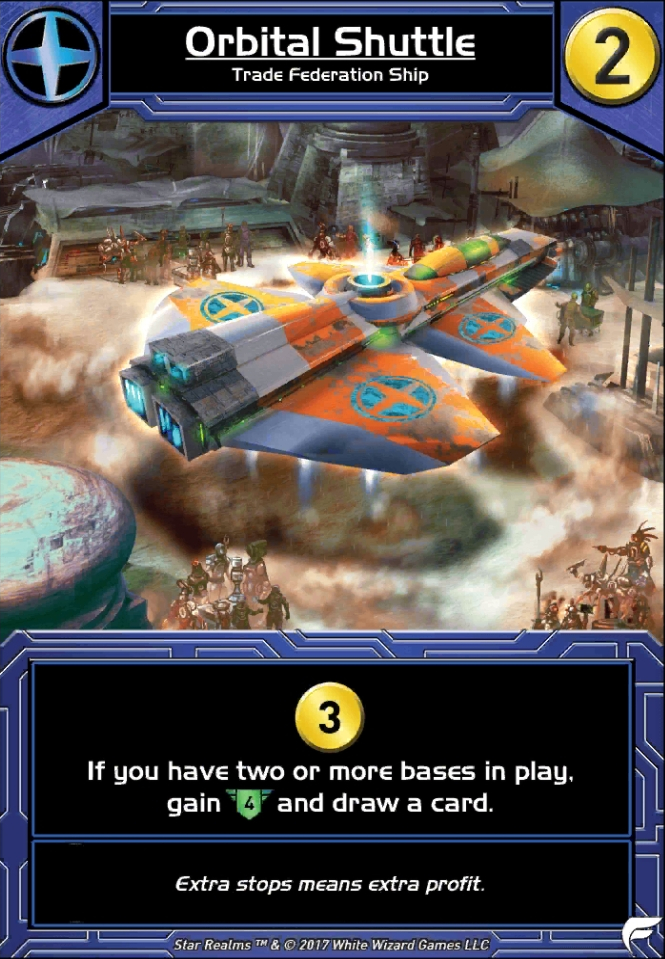 Orbital Shuttle
2
Trade Federation Ship
3
If you have two or more bases in play,
gain 4 and draw a card.
Extra stops means extra profit.
Star Realms ™ & © 2017 White Wizard Games LLC